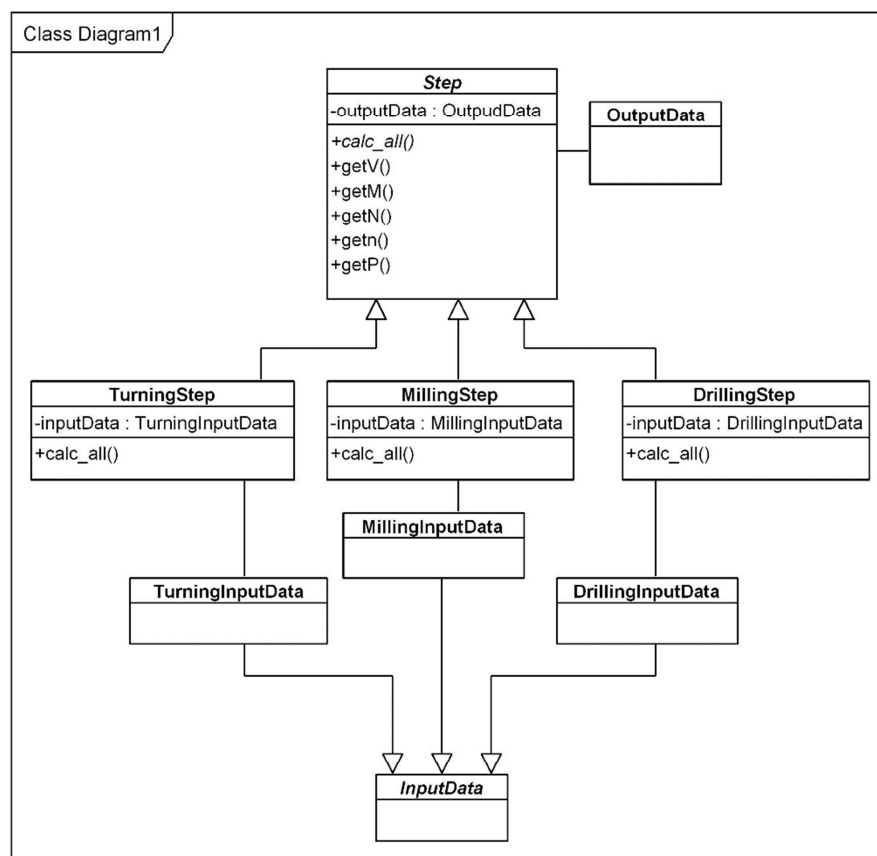 Class Diagram1
Step
-outputData : OutpudData
+calc_all()
+getV()
+getM()
+getN()
+getn()
+getP()
OutputData
TurningStep
-inputData : TurningInputData
+calc_all()
MillingStep
-inputData : MillingInputData
+calc_all()
DrillingStep
-inputData : DrillingInputData
+calc_all()
MillingInputData
TurningInputData
DrillingInputData
InputData